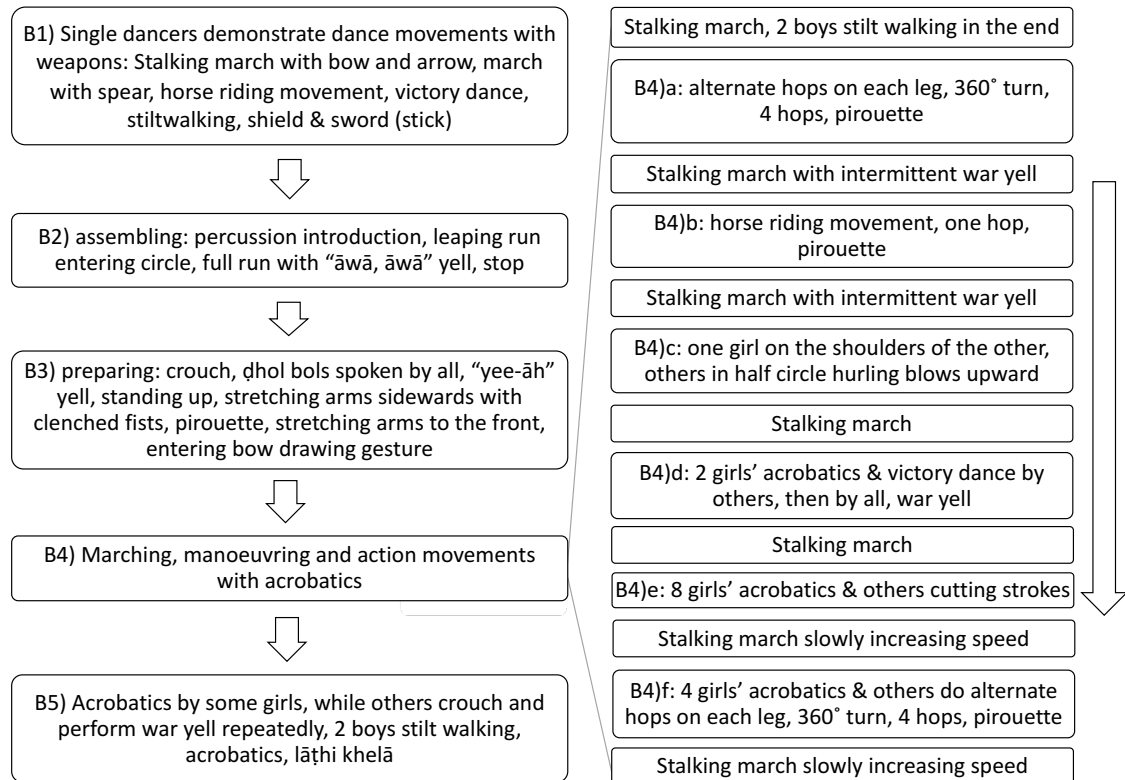 B1) Single dancers demonstrate dance movements with
weapons: Stalking march with bow and arrow, march
with spear, horse riding movement, victory dance,
stiltwalking, shield & sword (stick)
B2) assembling: percussion introduction, leaping run
entering circle, full run with “āwā, āwā” yell, stop
B3) preparing: crouch, ḍhol bols spoken by all, “yee-āh”
yell, standing up, stretching arms sidewards with
clenched fists, pirouette, stretching arms to the front,
entering bow drawing gesture
B4) Marching, manoeuvring and action movements
with acrobatics
B5) Acrobatics by some girls, while others crouch and
perform war yell repeatedly, 2 boys stilt walking,
acrobatics, lāṭhi khelā
Stalking march, 2 boys stilt walking in the end
B4)a: alternate hops on each leg, 360˚ turn,
4 hops, pirouette
Stalking march with intermittent war yell
B4)b: horse riding movement, one hop,
pirouette
Stalking march with intermittent war yell
B4)c: one girl on the shoulders of the other,
others in half circle hurling blows upward
Stalking march
B4)d: 2 girls’ acrobatics & victory dance by
others, then by all, war yell
Stalking march
B4)e: 8 girls’ acrobatics & others cutting strokes
Stalking march slowly increasing speed
B4)f: 4 girls’ acrobatics & others do alternate
hops on each leg, 360˚ turn, 4 hops, pirouette
Stalking march slowly increasing speed